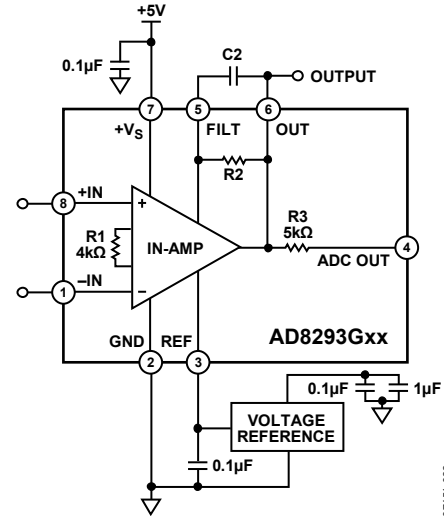 +5V
0.1µF
C2
OUTPUT
7
5
6
+VS
FILT
OUT
R2
8
+IN
+
R1
4kΩ
IN-AMP
R3
5kΩ
4
ADC OUT
1
–IN
–
AD8293Gxx
GND
REF
2
3
0.1µF
1µF
VOLTAGE
REFERENCE
0.1µF